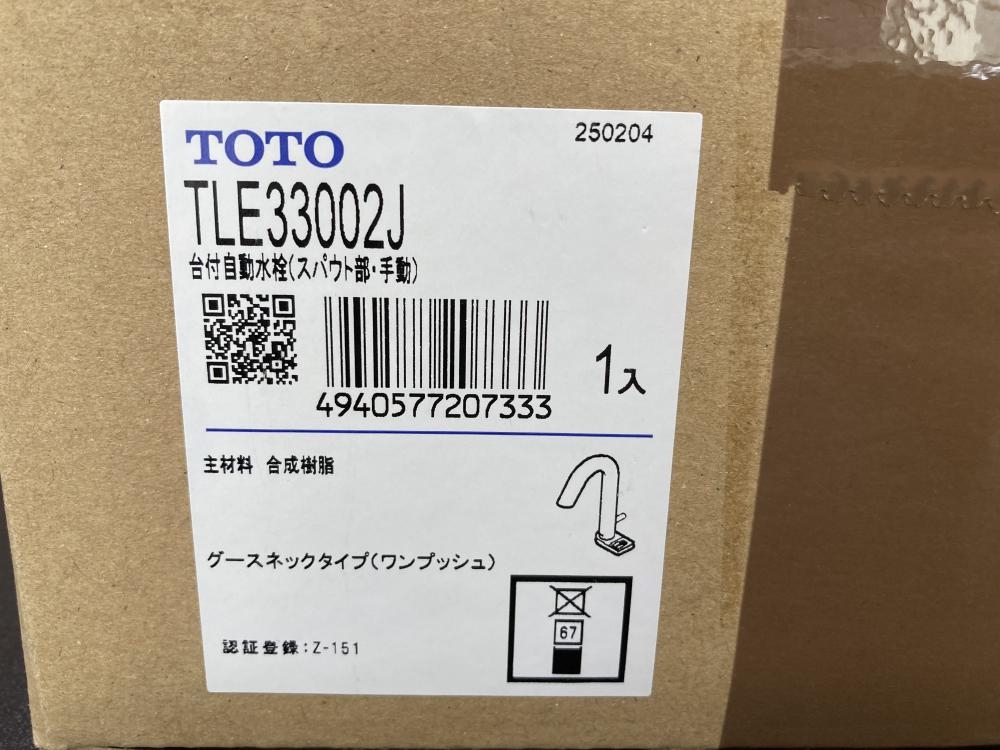 TOTO
250204
TLE33002J
台付自動水栓(スパウト部・手動)
4940577207333
1入
主材料 合成樹脂
グースネックタイプ(ワンプッシュ)
67
認証登録:Z-151